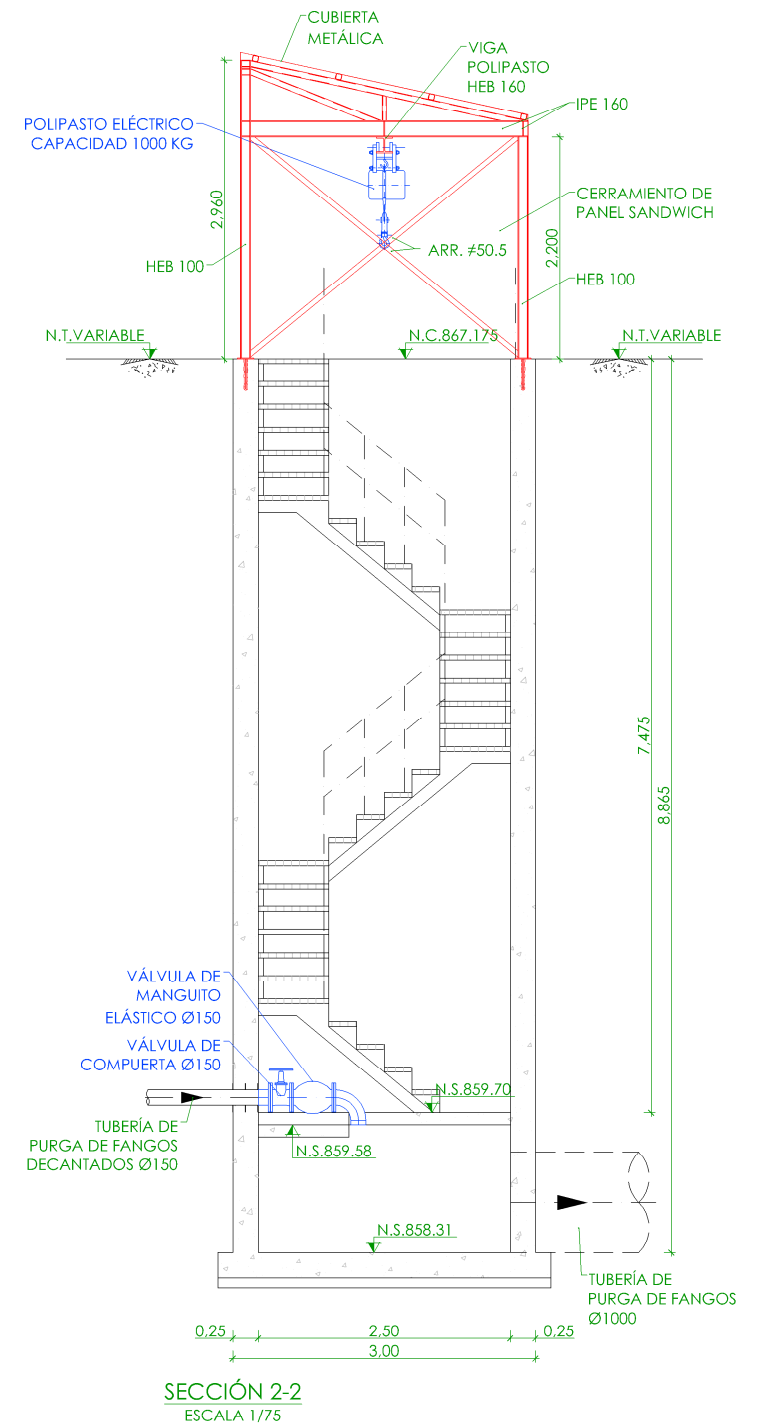 CUBIERTA
METÁLICA
VIGA
POLIPASTO
HEB 160
IPE 160
POLIPASTO ELÉCTRICO
CAPACIDAD 1000 KG
CERRAMIENTO DE
PANEL SANDWICH
2,960
2,200
ARR. ≠50.5
HEB 100
HEB 100
N.T.VARIABLE
N.C.867.175
N.T.VARIABLE
7,475
8,865
VÁLVULA DE
MANGUITO
ELÁSTICO Ø150
VÁLVULA DE
COMPUERTA Ø150
N.S.859.70
TUBERÍA DE
PURGA DE FANGOS
DECANTADOS Ø150
N.S.859.58
N.S.858.31
TUBERÍA DE
PURGA DE FANGOS
Ø1000
0,25
2,50
0,25
3,00
SECCIÓN 2-2
ESCALA 1/75